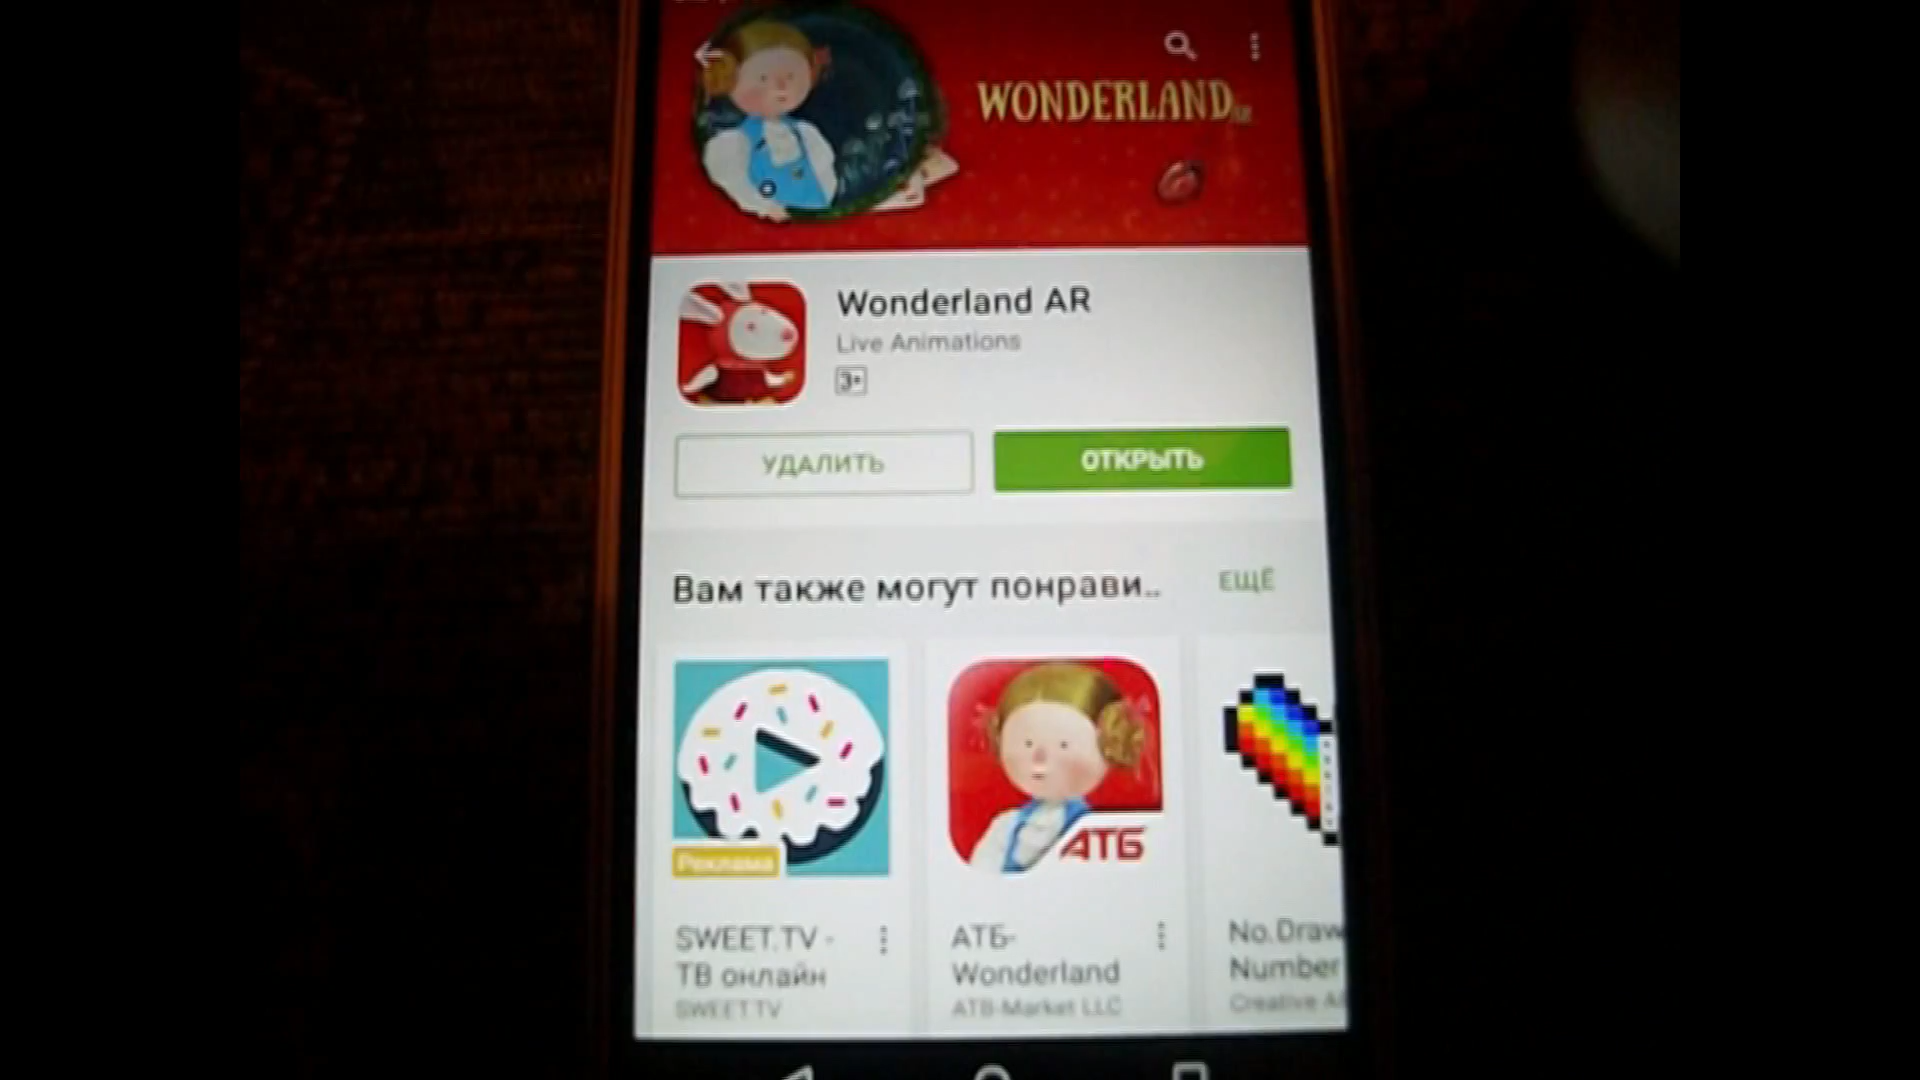 WONDERLAND
Wonderland AR
Live Animations
3+
УДАЛИТЬ
ОТКРЫТЬ
Вам также могут понрави..
ЕЩЁ
АТБ
Реклама
SWEET.TV -
ТВ онлайн
SWEET.TV
АТБ-
Wonderland
ATB-Market LLC
No.Draw
Number
Creative A